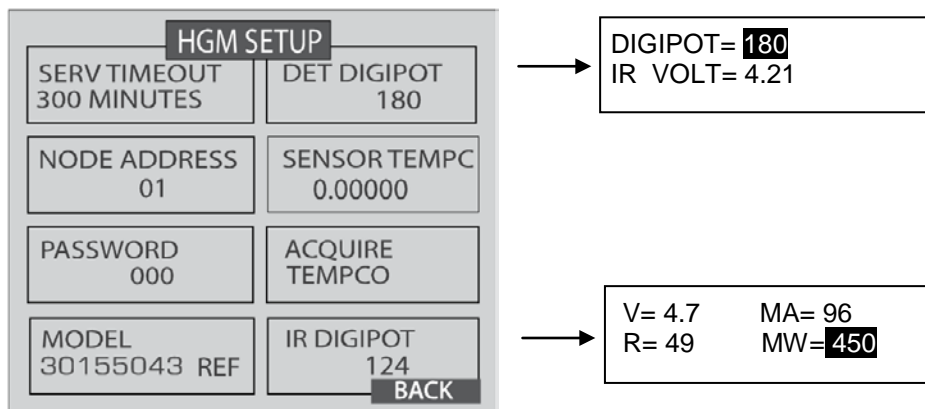 HGM SETUP
SERV TIMEOUT
300 MINUTES
DET DIGIPOT
180
NODE ADDRESS
01
SENSOR TEMPC
0.00000
PASSWORD
000
ACQUIRE
TEMPCO
MODEL
30155043 REF
IR DIGIPOT
124
BACK
DIGIPOT= 180
IR VOLT= 4.21
V= 4.7 MA= 96
R= 49 MW= 450